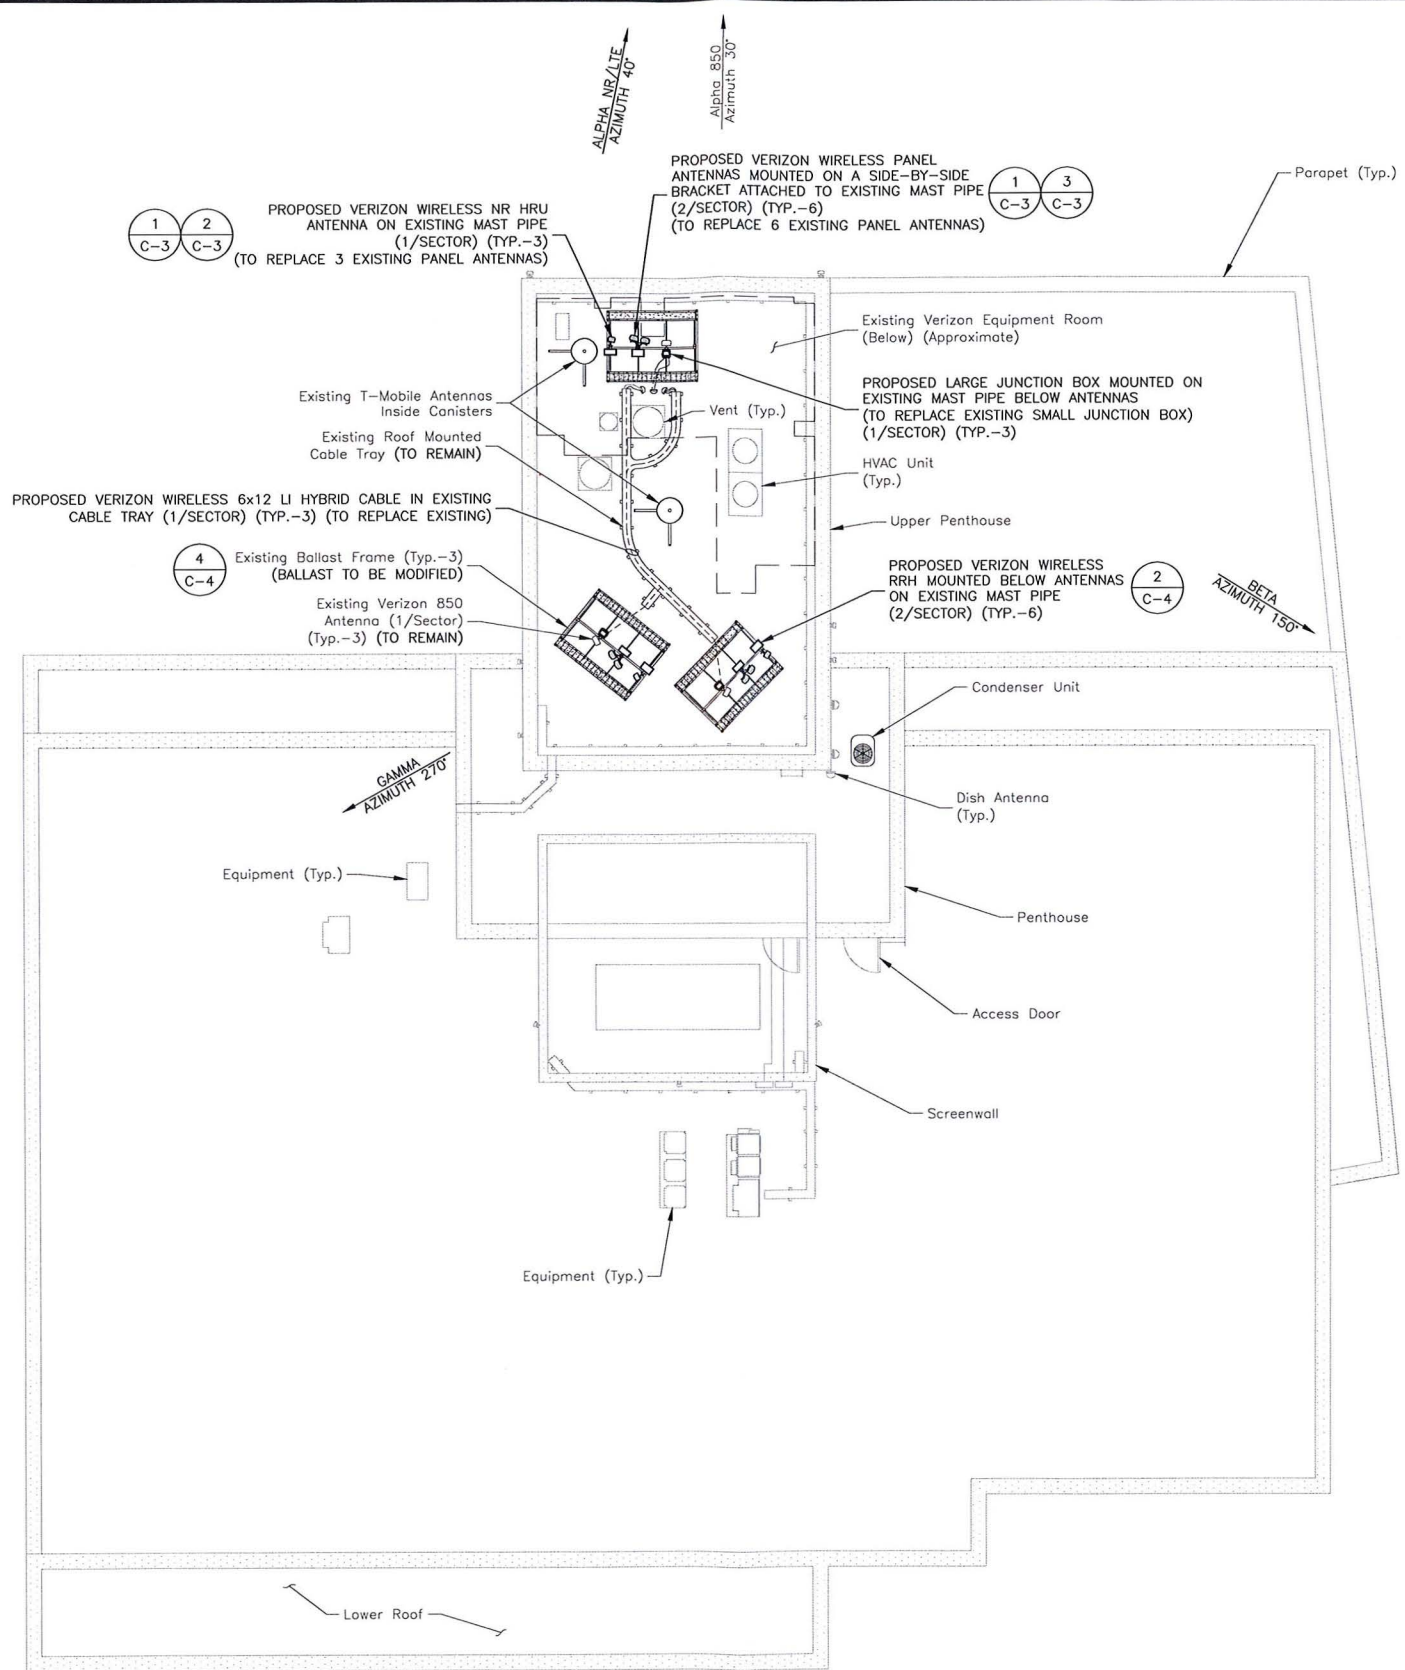 ALPHA NR/LTE
AZIMUTH 40°
Alpha 850
Azimuth 30°
PROPOSED VERIZON WIRELESS PANEL
ANTENNAS MOUNTED ON A SIDE-BY-SIDE
BRACKET ATTACHED TO EXISTING MAST PIPE
(2/SECTOR) (TYP.-6)
(TO REPLACE 6 EXISTING PANEL ANTENNAS)
1
C-3
3
C-3
Parapet (Typ.)
1
C-3
2
C-3
PROPOSED VERIZON WIRELESS NR HRU
ANTENNA ON EXISTING MAST PIPE
(1/SECTOR) (TYP.-3)
(TO REPLACE 3 EXISTING PANEL ANTENNAS)
Existing Verizon Equipment Room
(Below) (Approximate)
Existing T-Mobile Antennas
Inside Canisters
PROPOSED LARGE JUNCTION BOX MOUNTED ON
EXISTING MAST PIPE BELOW ANTENNAS
(TO REPLACE EXISTING SMALL JUNCTION BOX)
(1/SECTOR) (TYP.-3)
Vent (Typ.)
Existing Roof Mounted
Cable Tray (TO REMAIN)
HVAC Unit
(Typ.)
PROPOSED VERIZON WIRELESS 6x12 LI HYBRID CABLE IN EXISTING
CABLE TRAY (1/SECTOR) (TYP.-3) (TO REPLACE EXISTING)
Upper Penthouse
4
C-4
Existing Ballast Frame (Typ.-3)
(BALLAST TO BE MODIFIED)
PROPOSED VERIZON WIRELESS
RRH MOUNTED BELOW ANTENNAS
ON EXISTING MAST PIPE
(2/SECTOR) (TYP.-6)
2
C-4
BETA
AZIMUTH 150°
Existing Verizon 850
Antenna (1/Sector)
(Typ.-3) (TO REMAIN)
Condenser Unit
GAMMA
AZIMUTH 270°
Dish Antenna
(Typ.)
Equipment (Typ.)
Penthouse
Access Door
Screenwall
Equipment (Typ.)
Lower Roof